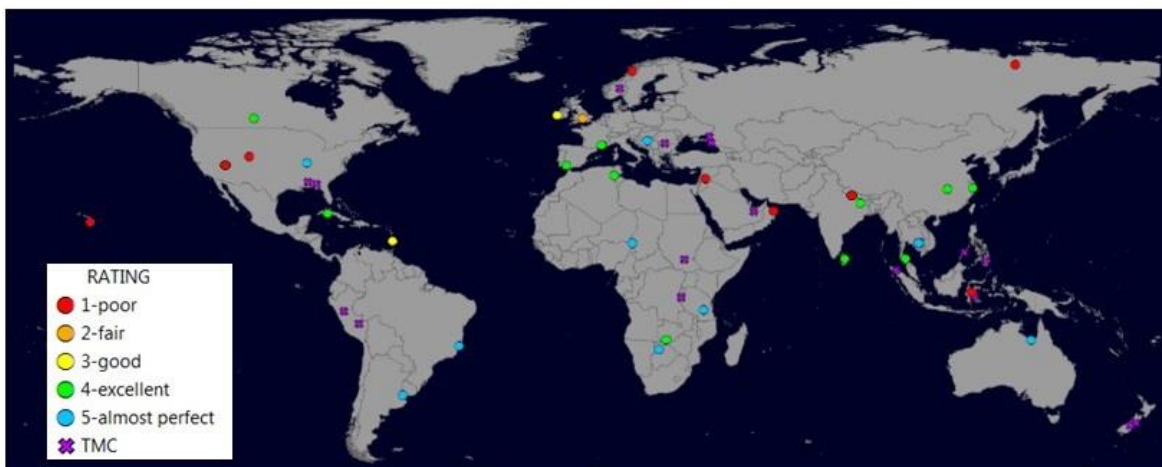 RATING
1-poor
2-fair
3-good
4-excellent
5-almost perfect
TMC